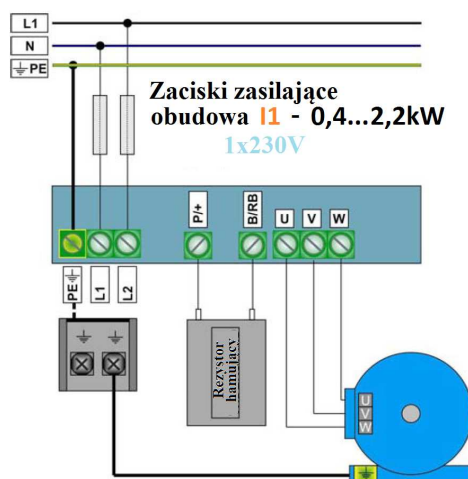 L1
N
PE
Zaciski zasilające
obudowa I1 - 0,4...2,2kW
1x230V
P/+
B/RB
U
V
W
PE
L1
L2
Rezystor
hamujący
U
V
W